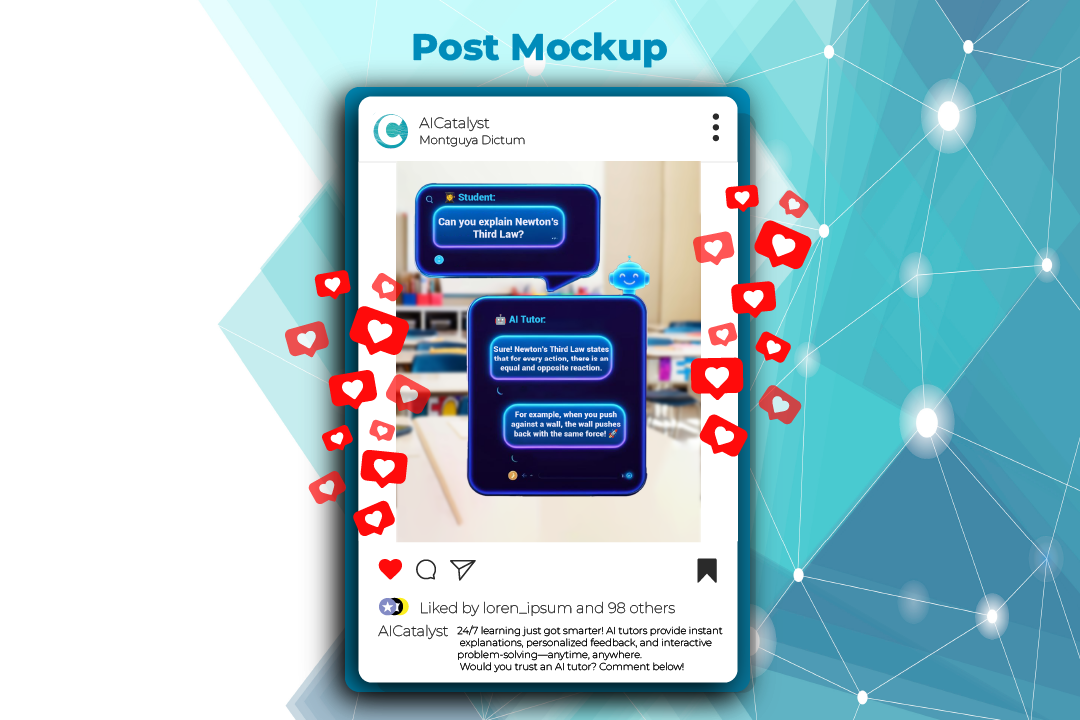 Post Mockup
AICatalyst
Montguya Dictum
Student:
Can you explain Newton's
Third Law?
AI Tutor:
Sure! Newton's Third Law states
that for every action, there is an
equal and opposite reaction.
For example, when you push
against a wall, the wall pushes
back with the same force! 🚀
Liked by loren_ipsum and 98 others
AICatalyst 24/7 learning just got smarter! AI tutors provide instant
explanations, personalized feedback, and interactive
problem-solving—anytime, anywhere.
Would you trust an AI tutor? Comment below!